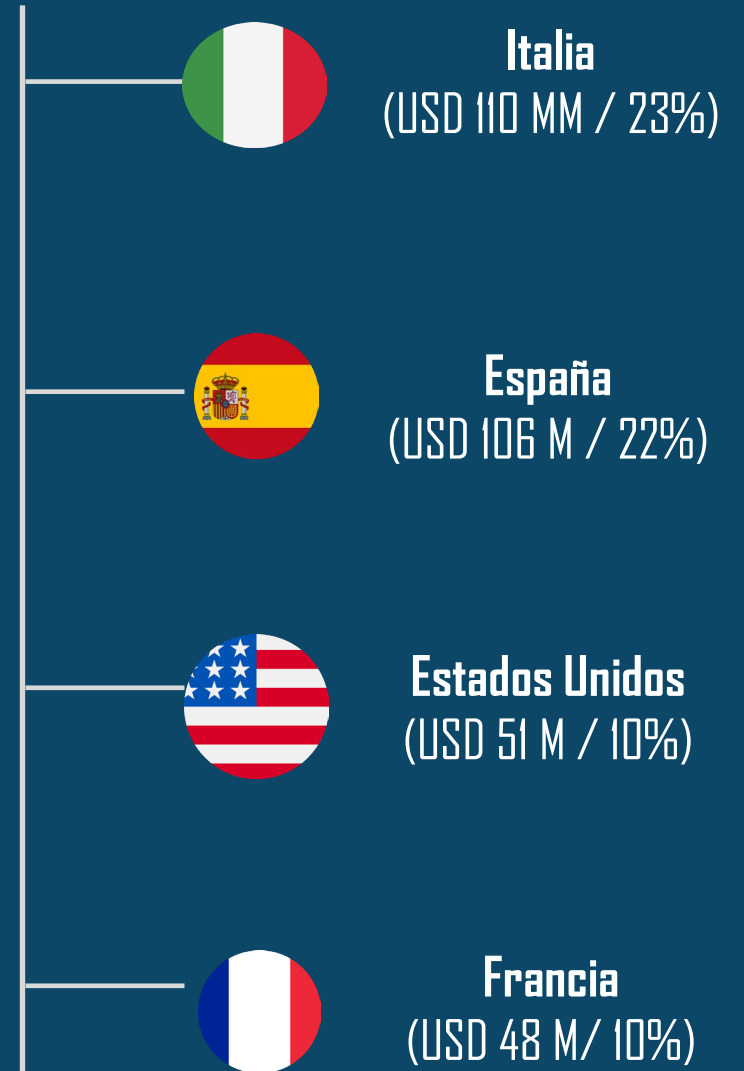 Italia
(USD 110 MM / 23%)
España
(USD 106 M / 22%)
Estados Unidos
(USD 51 M / 10%)
Francia
(USD 48 M/ 10%)